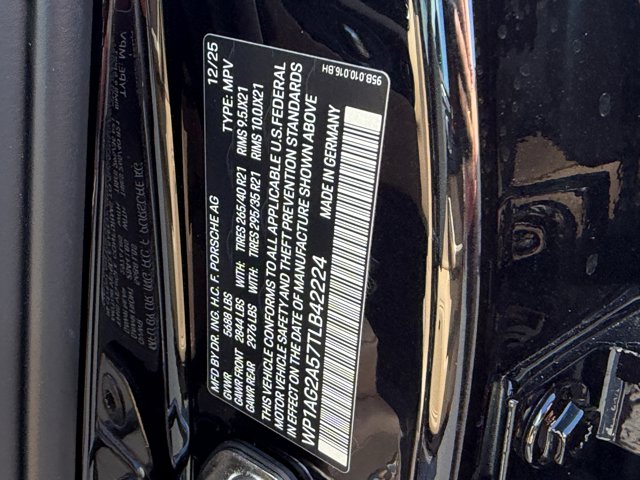 MFD BY DR. ING. H.C. F. PORSCHE AG 12/25
GVWR 5688 LBS TYPE: MPV
GAWR FRONT 2844 LBS WITH: TIRES 265/40 R21 RIMS 9.5JX21
GAWR REAR 2976 LBS WITH: TIRES 295/35 R21 RIMS 10.0JX21
THIS VEHICLE CONFORMS TO ALL APPLICABLE U.S. FEDERAL
MOTOR VEHICLE SAFETY AND THEFT PREVENTION STANDARDS
IN EFFECT ON THE DATE OF MANUFACTURE SHOWN ABOVE
WP1AG2A57TLB42224 MADE IN GERMANY
95B.010.016.BH